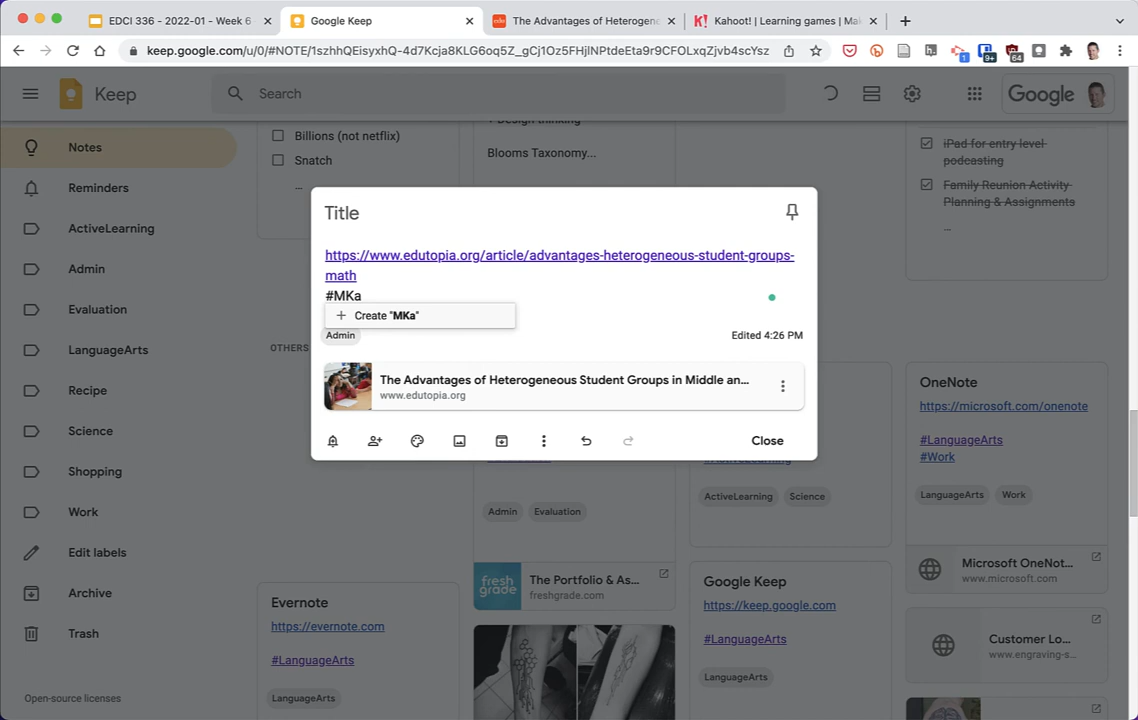 EDCI 336 - 2022-01 - Week 6
Google Keep
The Advantages of Heterogene
K! Kahoot! | Learning games | Mak
keep.google.com/u/0/#NOTE/1szhhQEisyxhQ-4d7Kcja8KLG6oq5Z_gCj1Oz5FHjlNPtdeEta9r9CFOLxqZjvb4scYsz
1
9+
64
Keep
Search
Google
Notes
Reminders
ActiveLearning
Admin
Evaluation
LanguageArts
Recipe
Science
Shopping
Work
Edit labels
Archive
Trash
Open-source licenses
Billions (not netflix)
Snatch
...
Design thinking
Blooms Taxonomy...
iPad for entry level
podcasting
Family Reunion Activity
Planning & Assignments
...
Title
https://www.edutopia.org/article/advantages-heterogeneous-student-groups-
math
#MKa
+ Create "MKa"
Admin
Edited 4:26 PM
The Advantages of Heterogeneous Student Groups in Middle an...
www.edutopia.org
Close
OTHERS
Admin
Evaluation
fresh
grade
The Portfolio & As...
freshgrade.com
ActiveLearning
Science
OneNote
https://microsoft.com/onenote
#LanguageArts
#Work
LanguageArts
Work
Microsoft OneNot...
www.microsoft.com
Evernote
https://evernote.com
#LanguageArts
LanguageArts
Google Keep
https://keep.google.com
#LanguageArts
LanguageArts
Customer Lo...
www.engraving-s...